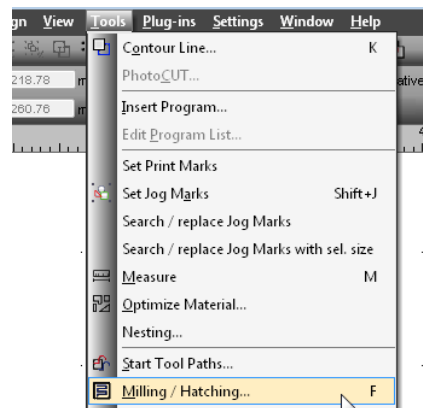 gn View Tools Plug-ins Settings Window Help
Contour Line... K
218.78 m PhotoCUT... ative
260.76 m Insert Program...
Edit Program List...
4
Set Print Marks
Set Jog Marks Shift+J
Search / replace Jog Marks
Search / replace Jog Marks with sel. size
Measure M
Optimize Material...
Nesting...
Start Tool Paths...
Milling / Hatching... F